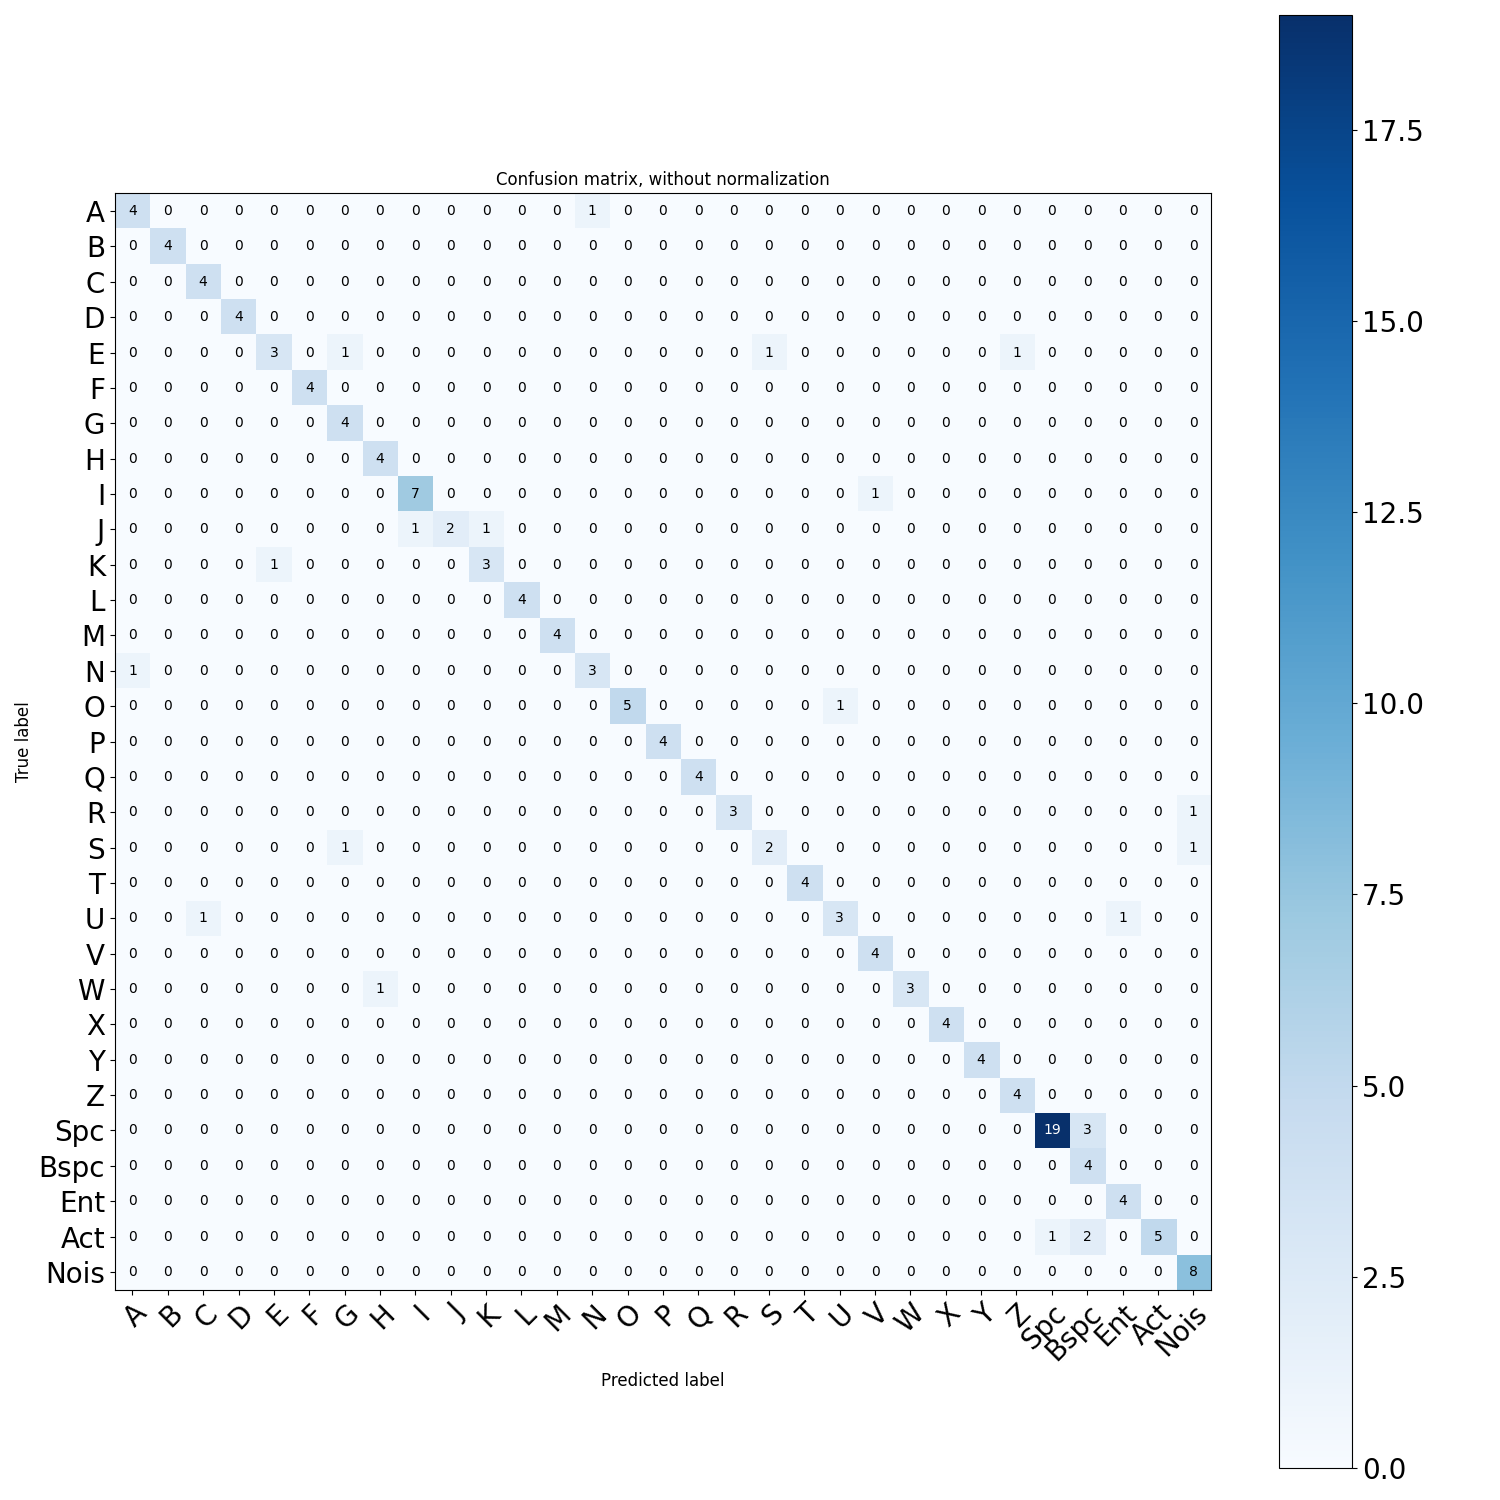 Confusion matrix, without normalization
A 4 0 0 0 0 0 0 0 0 0 0 0 0 1 0 0 0 0 0 0 0 0 0 0 0 0 0 0 0 0 0
B 0 4 0 0 0 0 0 0 0 0 0 0 0 0 0 0 0 0 0 0 0 0 0 0 0 0 0 0 0 0 0
C 0 0 4 0 0 0 0 0 0 0 0 0 0 0 0 0 0 0 0 0 0 0 0 0 0 0 0 0 0 0 0
D 0 0 0 4 0 0 0 0 0 0 0 0 0 0 0 0 0 0 0 0 0 0 0 0 0 0 0 0 0 0 0
E 0 0 0 0 3 0 1 0 0 0 0 0 0 0 0 0 0 0 1 0 0 0 0 0 0 1 0 0 0 0 0
F 0 0 0 0 0 4 0 0 0 0 0 0 0 0 0 0 0 0 0 0 0 0 0 0 0 0 0 0 0 0 0
G 0 0 0 0 0 0 4 0 0 0 0 0 0 0 0 0 0 0 0 0 0 0 0 0 0 0 0 0 0 0 0
H 0 0 0 0 0 0 0 4 0 0 0 0 0 0 0 0 0 0 0 0 0 0 0 0 0 0 0 0 0 0 0
I 0 0 0 0 0 0 0 0 7 0 0 0 0 0 0 0 0 0 0 0 0 1 0 0 0 0 0 0 0 0 0
J 0 0 0 0 0 0 0 0 1 2 1 0 0 0 0 0 0 0 0 0 0 0 0 0 0 0 0 0 0 0 0
K 0 0 0 0 1 0 0 0 0 0 3 0 0 0 0 0 0 0 0 0 0 0 0 0 0 0 0 0 0 0 0
L 0 0 0 0 0 0 0 0 0 0 0 4 0 0 0 0 0 0 0 0 0 0 0 0 0 0 0 0 0 0 0
M 0 0 0 0 0 0 0 0 0 0 0 0 4 0 0 0 0 0 0 0 0 0 0 0 0 0 0 0 0 0 0
N 1 0 0 0 0 0 0 0 0 0 0 0 0 3 0 0 0 0 0 0 0 0 0 0 0 0 0 0 0 0 0
O 0 0 0 0 0 0 0 0 0 0 0 0 0 0 5 0 0 0 0 0 1 0 0 0 0 0 0 0 0 0 0
P 0 0 0 0 0 0 0 0 0 0 0 0 0 0 0 4 0 0 0 0 0 0 0 0 0 0 0 0 0 0 0
Q 0 0 0 0 0 0 0 0 0 0 0 0 0 0 0 0 4 0 0 0 0 0 0 0 0 0 0 0 0 0 0
R 0 0 0 0 0 0 0 0 0 0 0 0 0 0 0 0 0 3 0 0 0 0 0 0 0 0 0 0 0 0 1
S 0 0 0 0 0 0 1 0 0 0 0 0 0 0 0 0 0 0 2 0 0 0 0 0 0 0 0 0 0 0 1
T 0 0 0 0 0 0 0 0 0 0 0 0 0 0 0 0 0 0 0 4 0 0 0 0 0 0 0 0 0 0 0
U 0 0 1 0 0 0 0 0 0 0 0 0 0 0 0 0 0 0 0 0 3 0 0 0 0 0 0 0 1 0 0
V 0 0 0 0 0 0 0 0 0 0 0 0 0 0 0 0 0 0 0 0 0 4 0 0 0 0 0 0 0 0 0
W 0 0 0 0 0 0 0 1 0 0 0 0 0 0 0 0 0 0 0 0 0 0 3 0 0 0 0 0 0 0 0
X 0 0 0 0 0 0 0 0 0 0 0 0 0 0 0 0 0 0 0 0 0 0 0 4 0 0 0 0 0 0 0
Y 0 0 0 0 0 0 0 0 0 0 0 0 0 0 0 0 0 0 0 0 0 0 0 0 4 0 0 0 0 0 0
Z 0 0 0 0 0 0 0 0 0 0 0 0 0 0 0 0 0 0 0 0 0 0 0 0 0 4 0 0 0 0 0
Spc 0 0 0 0 0 0 0 0 0 0 0 0 0 0 0 0 0 0 0 0 0 0 0 0 0 0 19 3 0 0 0
Bspc 0 0 0 0 0 0 0 0 0 0 0 0 0 0 0 0 0 0 0 0 0 0 0 0 0 0 0 4 0 0 0
Ent 0 0 0 0 0 0 0 0 0 0 0 0 0 0 0 0 0 0 0 0 0 0 0 0 0 0 0 0 4 0 0
Act 0 0 0 0 0 0 0 0 0 0 0 0 0 0 0 0 0 0 0 0 0 0 0 0 0 0 1 2 0 5 0
Nois 0 0 0 0 0 0 0 0 0 0 0 0 0 0 0 0 0 0 0 0 0 0 0 0 0 0 0 0 0 0 8
A B C D E F G H I J K L M N O P Q R S T U V W X Y Z Spc Bspc Ent Act Nois
Predicted label
True label
17.5
15.0
12.5
10.0
7.5
5.0
2.5
0.0